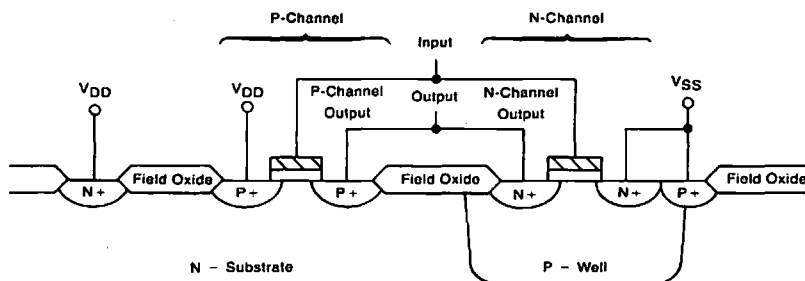 P-Channel
N-Channel
Input
VDD
VDD
VSS
P-Channel
Output
Output
N-Channel
Output
N+
Field Oxide
P+
P+
Field Oxide
N+
N+
P+
Field Oxide
N – Substrate
P – Well